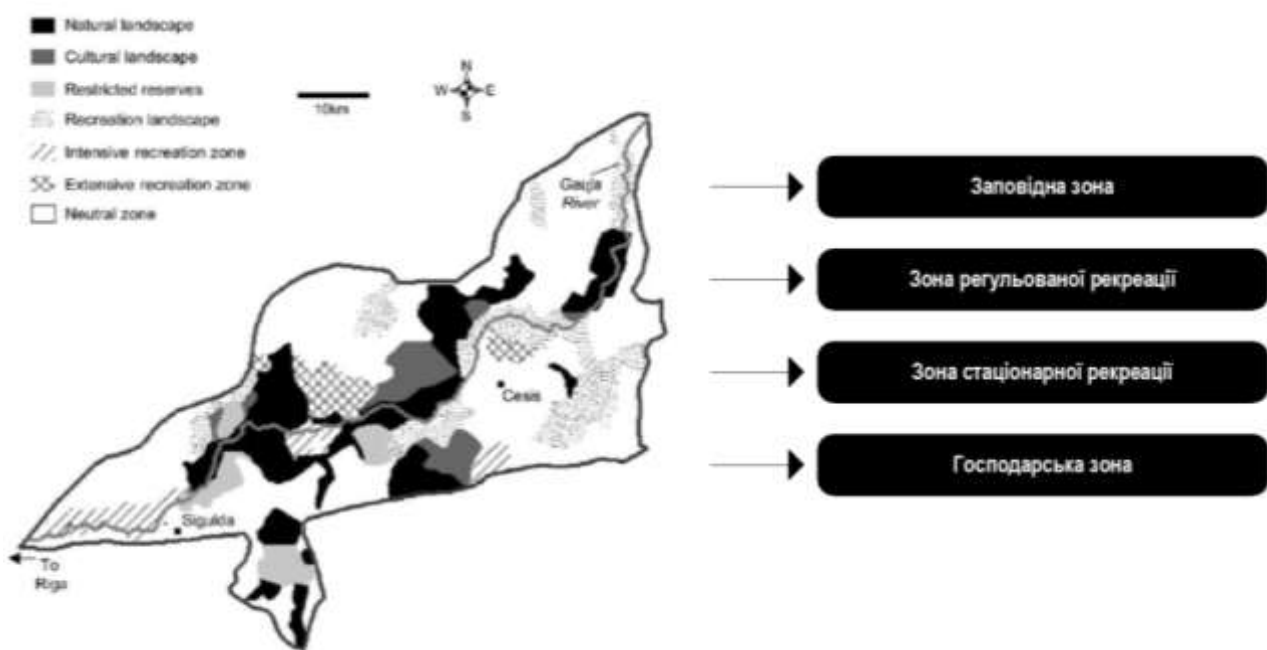 Natural landscape
Cultural landscape
Restricted reserves
Recreation landscape
Intensive recreation zone
Extensive recreation zone
Neutral zone
10km
N
W E
S
Gauja
River
Cesis
Sigulda
To
Riga
Заповідна зона
Зона регульованої рекреації
Зона стаціонарної рекреації
Господарська зона